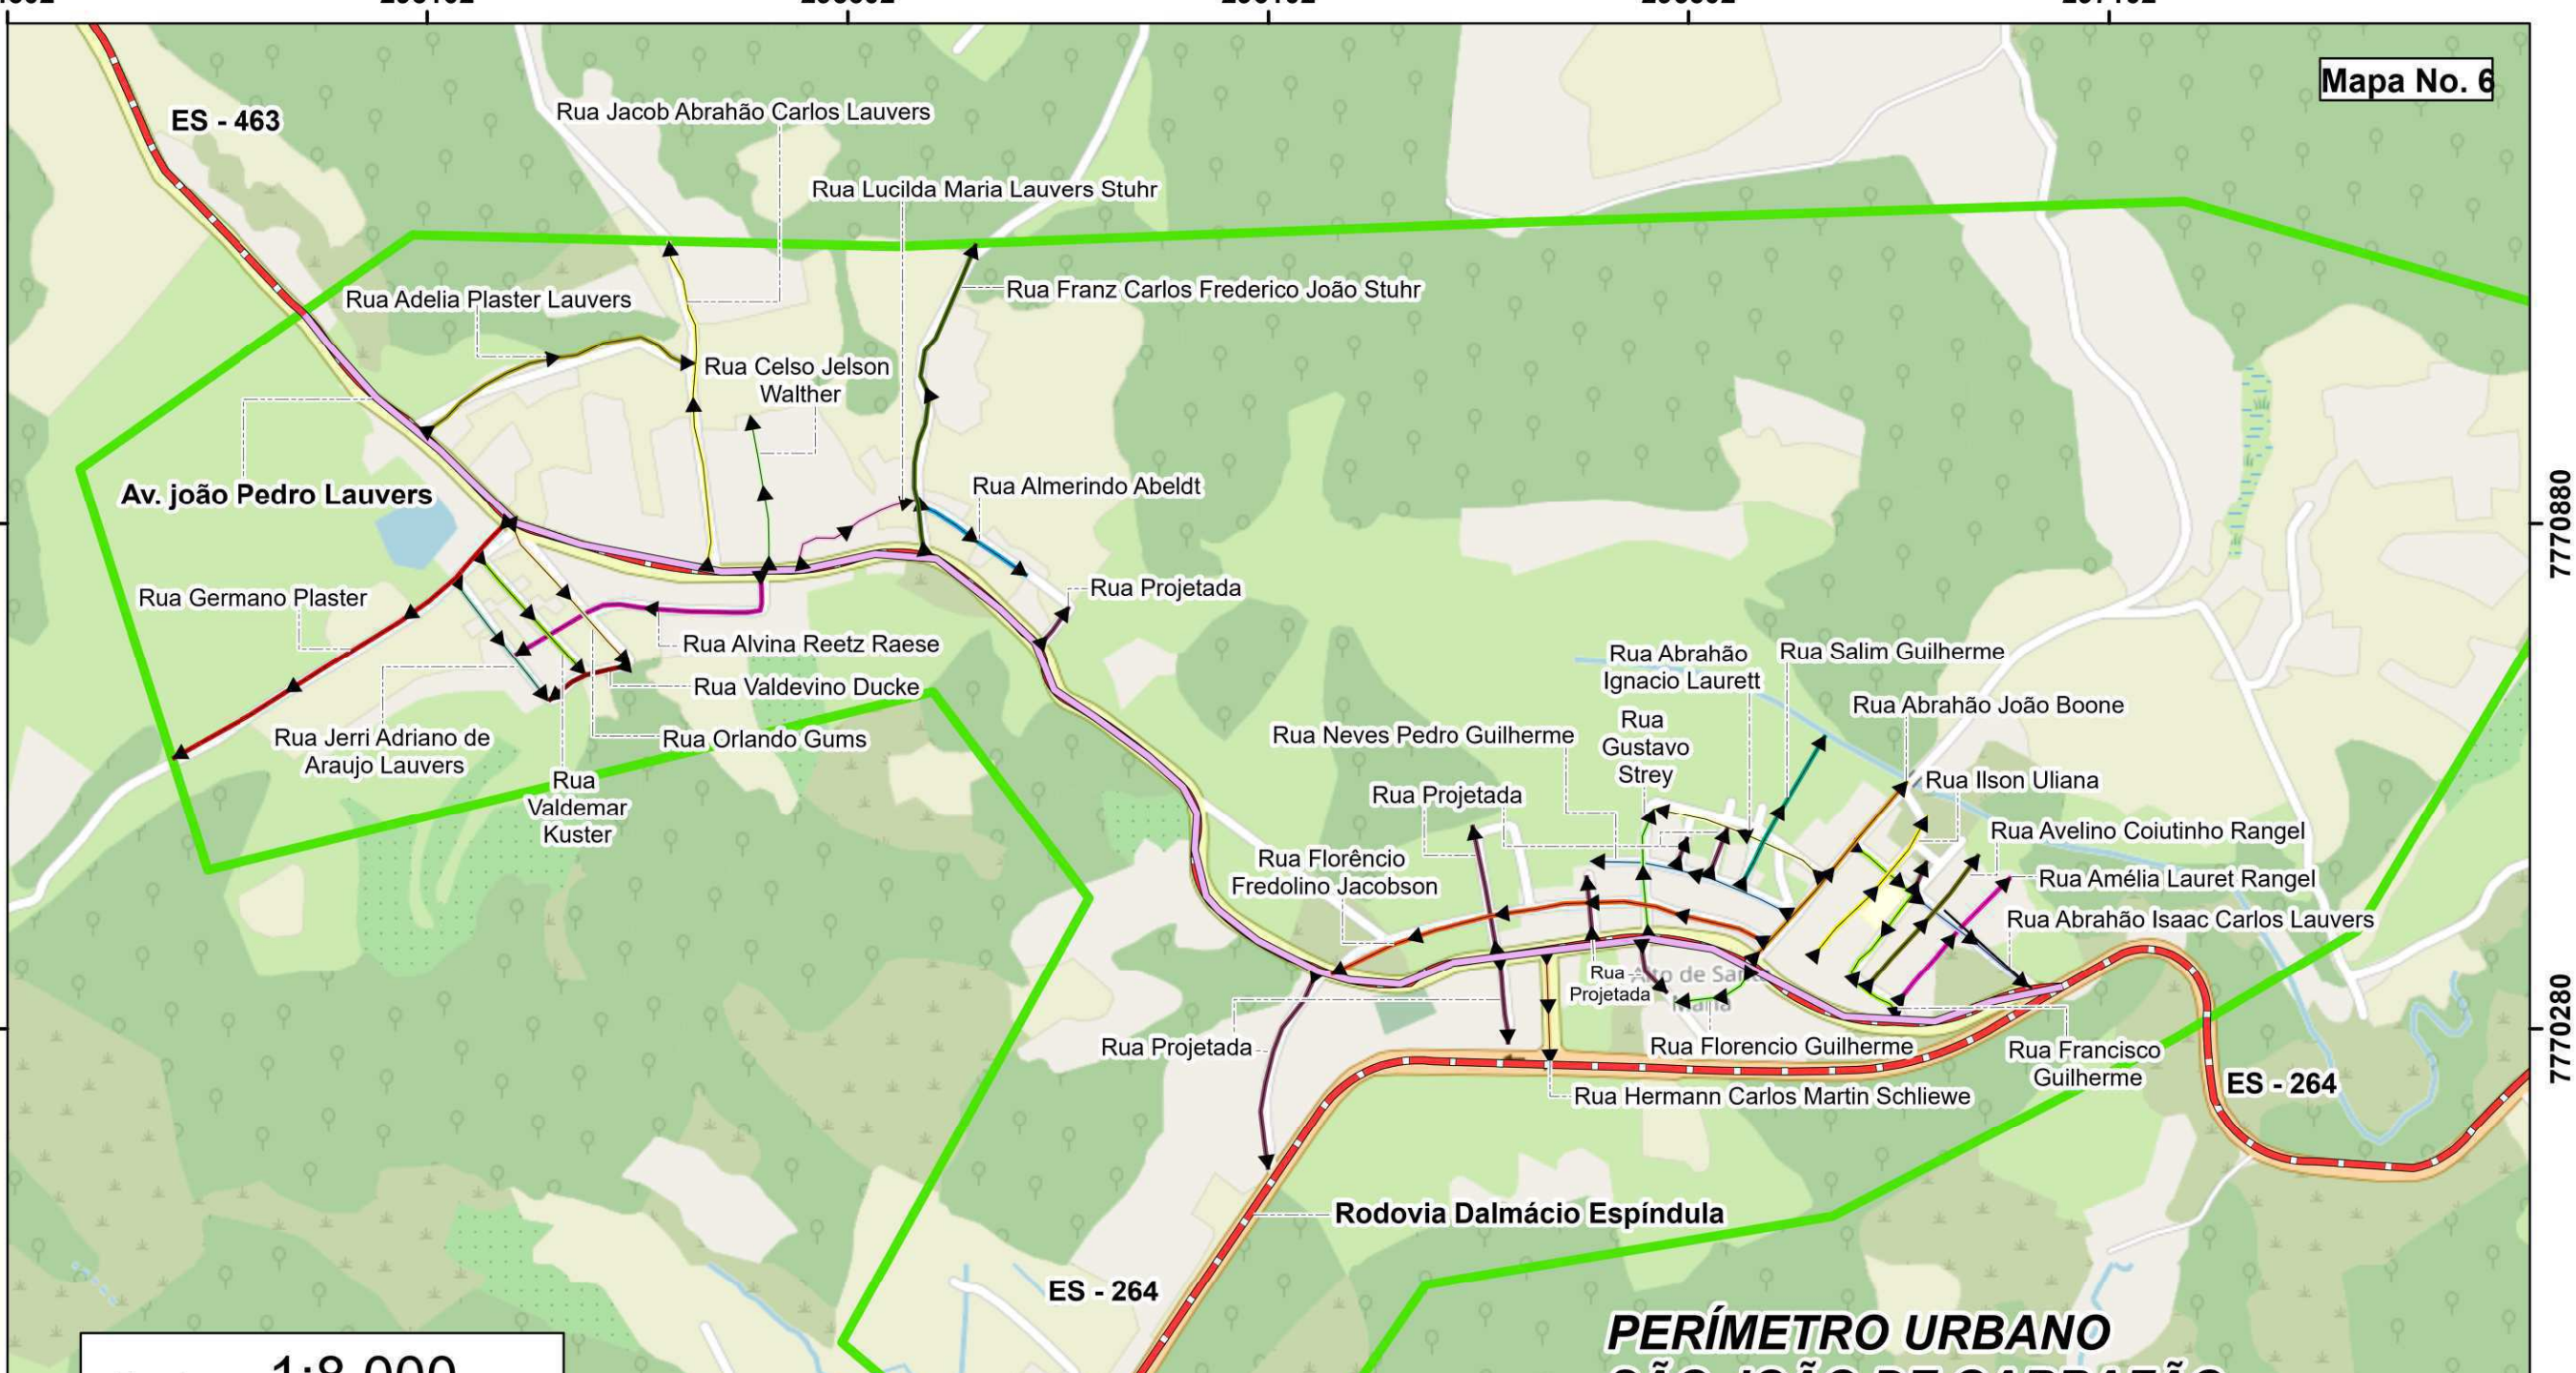 Mapa No. 6
ES - 463
Rua Jacob Abrahão Carlos Lauvers
Rua Lucilda Maria Lauvers Stuhr
Rua Franz Carlos Frederico João Stuhr
Rua Adelia Plaster Lauvers
Rua Celso Jelson
Walther
Av. joão Pedro Lauvers
Rua Almerindo Abeldt
7770880
Rua Projetada
Rua Germano Plaster
Rua Alvina Reetz Raese
Rua Valdevino Ducke
Rua Orlando Gums
Rua Jerri Adriano de
Araujo Lauvers
Rua
Valdemar
Kuster
Rua Abrahão
Ignacio Laurett
Rua Salim Guilherme
Rua Abrahão João Boone
Rua
Gustavo
Strey
Rua Neves Pedro Guilherme
Rua Ilson Uliana
Rua Projetada
Rua Avelino Coiutinho Rangel
Rua Florêncio
Fredolino Jacobson
Rua Amélia Lauret Rangel
Rua Abrahão Isaac Carlos Lauvers
Rua
Projetada
Rua Projetada
Rua Florencio Guilherme
Rua Francisco
Guilherme
7770280
ES - 264
Rua Hermann Carlos Martin Schliewe
Rodovia Dalmácio Espíndula
ES - 264
PERÍMETRO URBANO
1:8.000